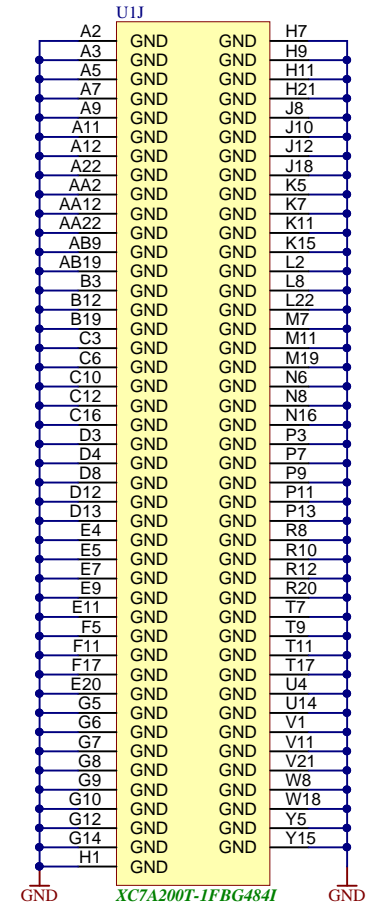 U1J
A2 GND GND H7
A3 GND GND H9
A5 GND GND H11
A7 GND GND H21
A9 GND GND J8
A11 GND GND J10
A12 GND GND J12
A22 GND GND J18
AA2 GND GND K5
AA12 GND GND K7
AA22 GND GND K11
AB9 GND GND K15
AB19 GND GND L2
B3 GND GND L8
B12 GND GND L22
B19 GND GND M7
C3 GND GND M11
C6 GND GND M19
C10 GND GND N6
C12 GND GND N8
C16 GND GND N16
D3 GND GND P3
D4 GND GND P7
D8 GND GND P9
D12 GND GND P11
D13 GND GND P13
E4 GND GND R8
E5 GND GND R10
E7 GND GND R12
E9 GND GND R20
E11 GND GND T7
F5 GND GND T9
F11 GND GND T11
F17 GND GND T17
E20 GND GND U4
G5 GND GND U14
G6 GND GND V1
G7 GND GND V11
G8 GND GND V21
G9 GND GND W8
G10 GND GND W18
G12 GND GND Y5
G14 GND GND Y15
H1 GND
GND XC7A200T-1FBG484I GND